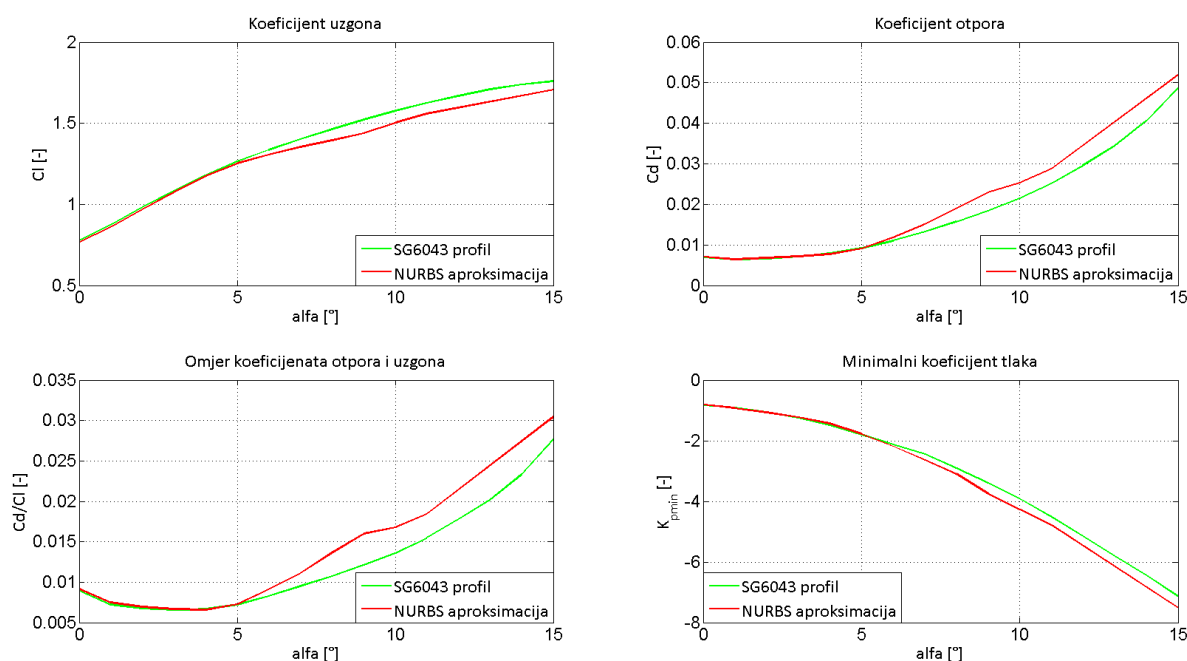 Koeficijent uzgona
2
1.5
1
0.5
Cl [-]
0 5 10 15
alfa [°]
SG6043 profil
NURBS aproksimacija
Koeficijent otpora
0.06
0.05
0.04
0.03
0.02
0.01
0
Cd [-]
0 5 10 15
alfa [°]
SG6043 profil
NURBS aproksimacija
Omjer koeficijenata otpora i uzgona
0.035
0.03
0.025
0.02
0.015
0.01
0.005
Cd/Cl [-]
0 5 10 15
alfa [°]
SG6043 profil
NURBS aproksimacija
Minimalni koeficijent tlaka
0
-2
-4
-6
-8
Kpmin [-]
0 5 10 15
alfa [°]
SG6043 profil
NURBS aproksimacija